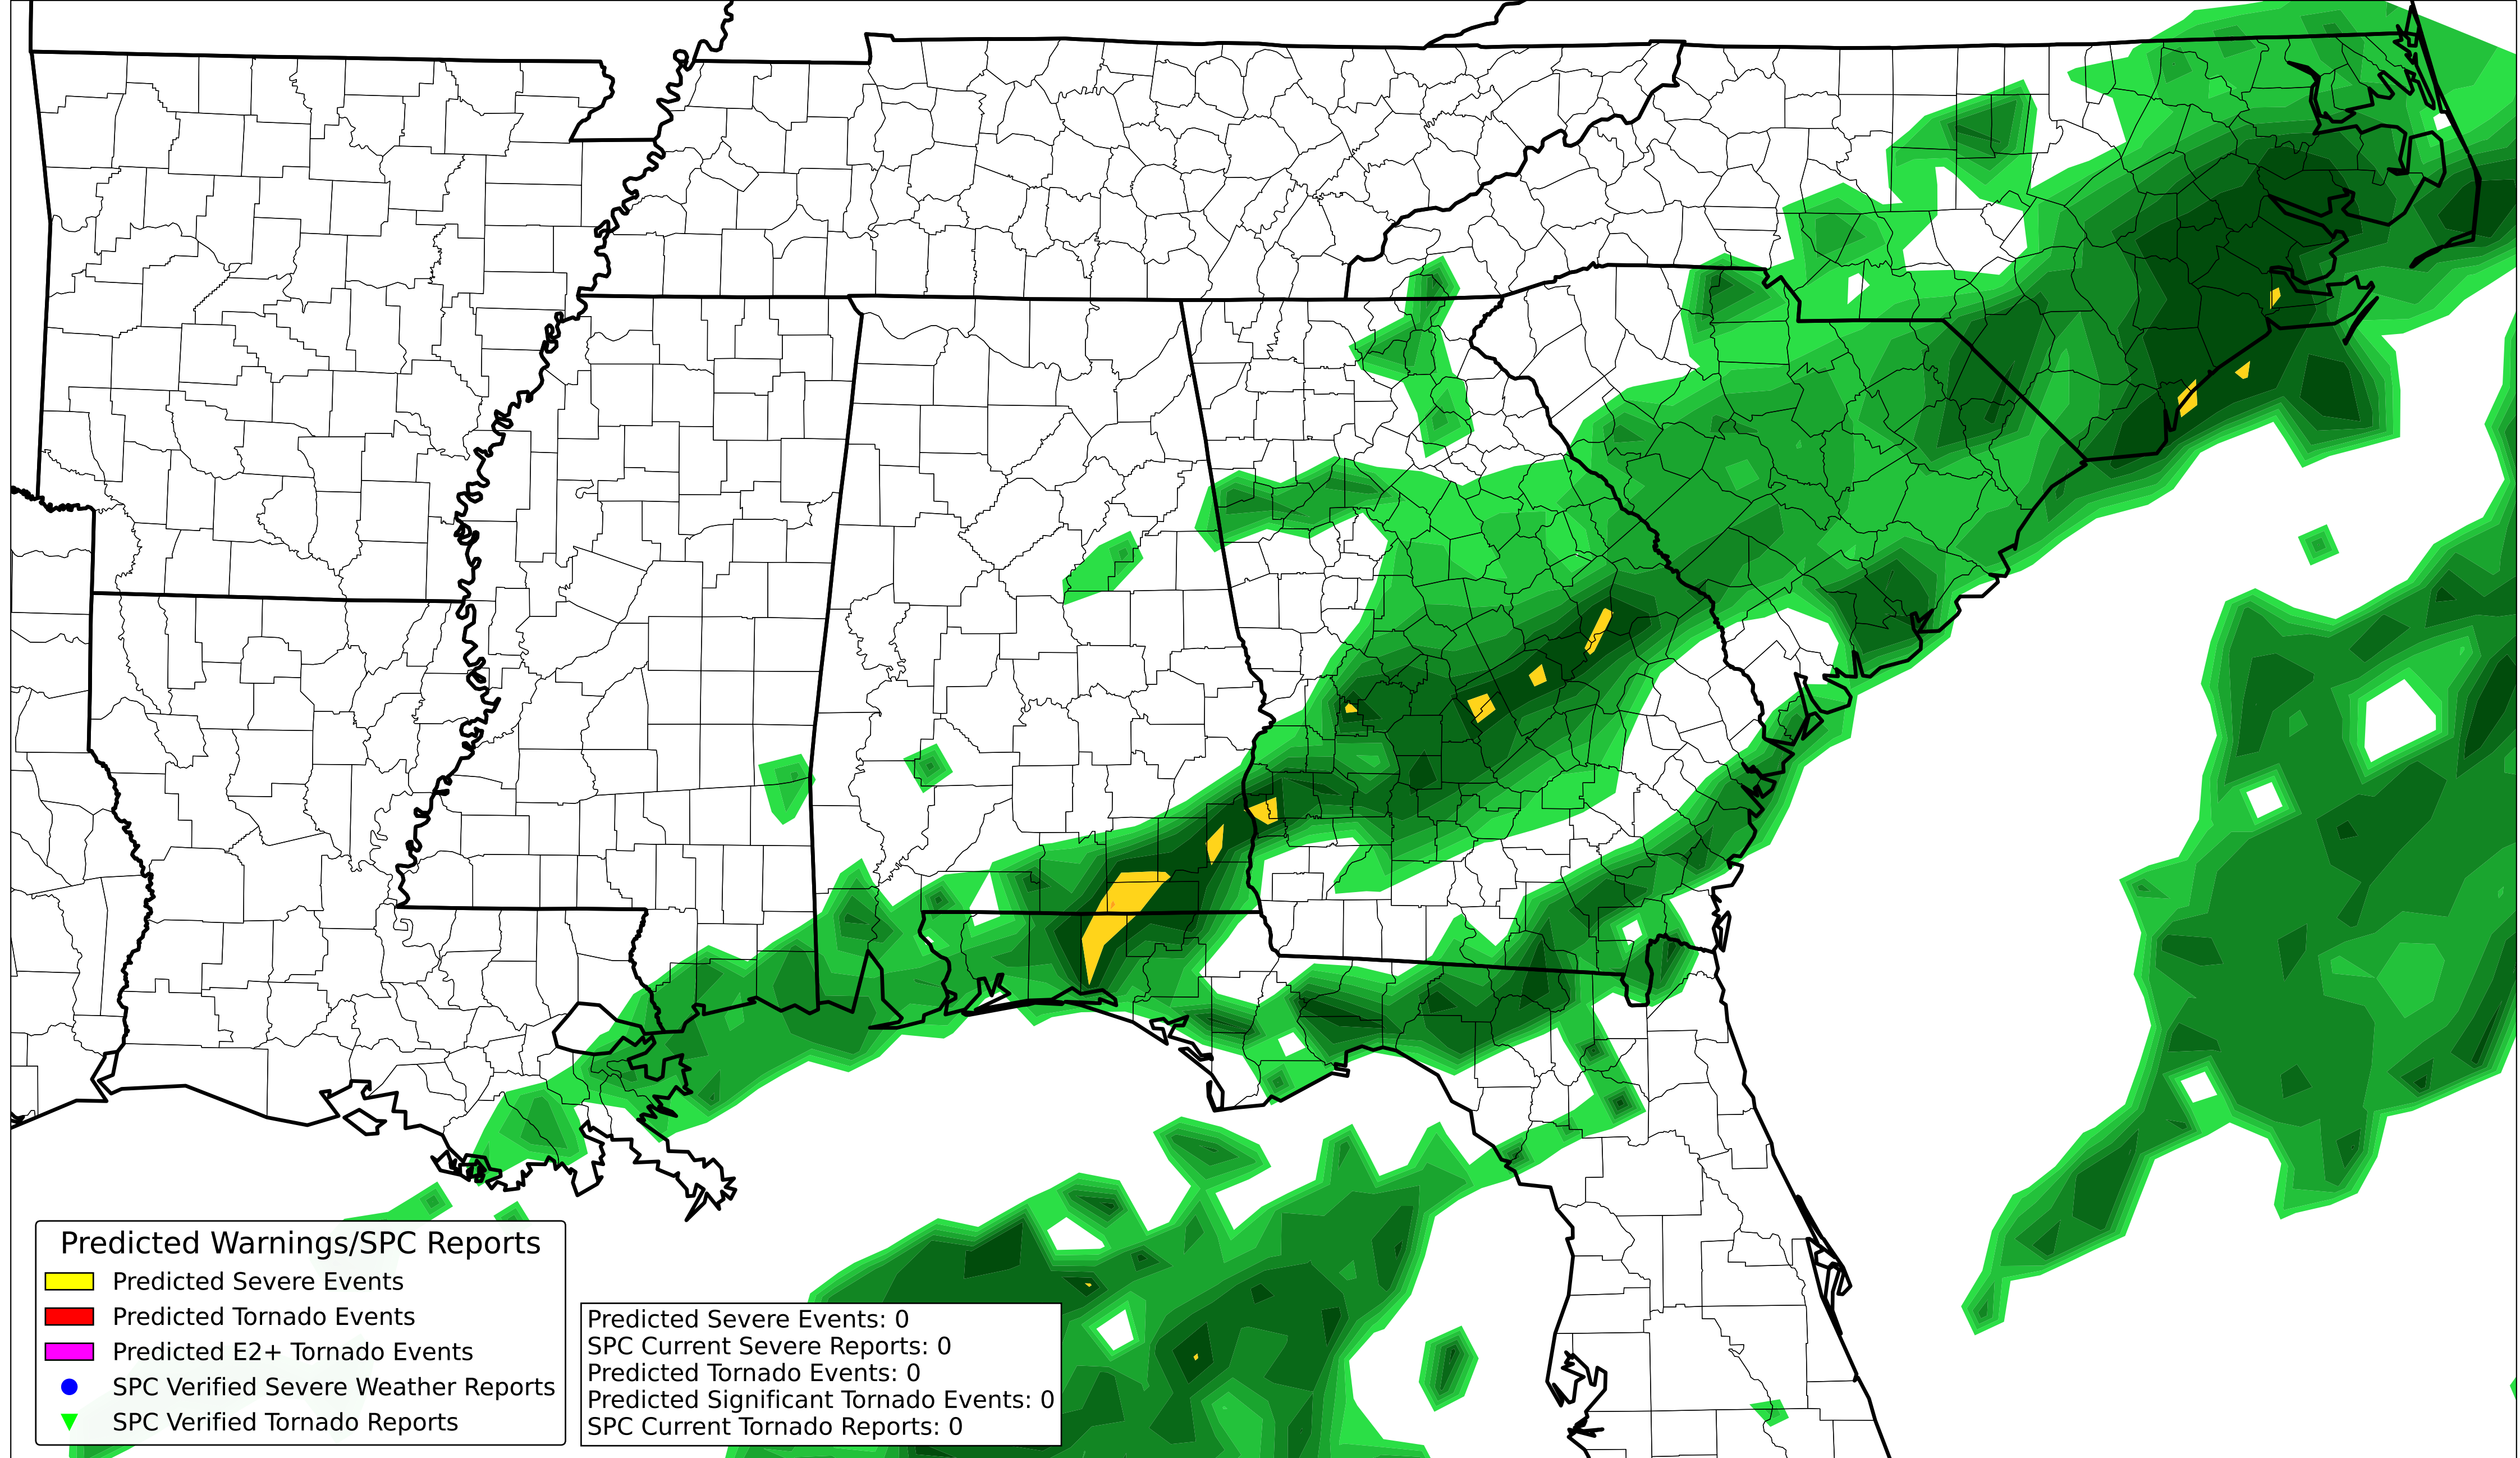 Predicted Warnings/SPC Reports
Predicted Severe Events
Predicted Tornado Events
Predicted E2+ Tornado Events
SPC Verified Severe Weather Reports
SPC Verified Tornado Reports
Predicted Severe Events: 0
SPC Current Severe Reports: 0
Predicted Tornado Events: 0
Predicted Significant Tornado Events: 0
SPC Current Tornado Reports: 0